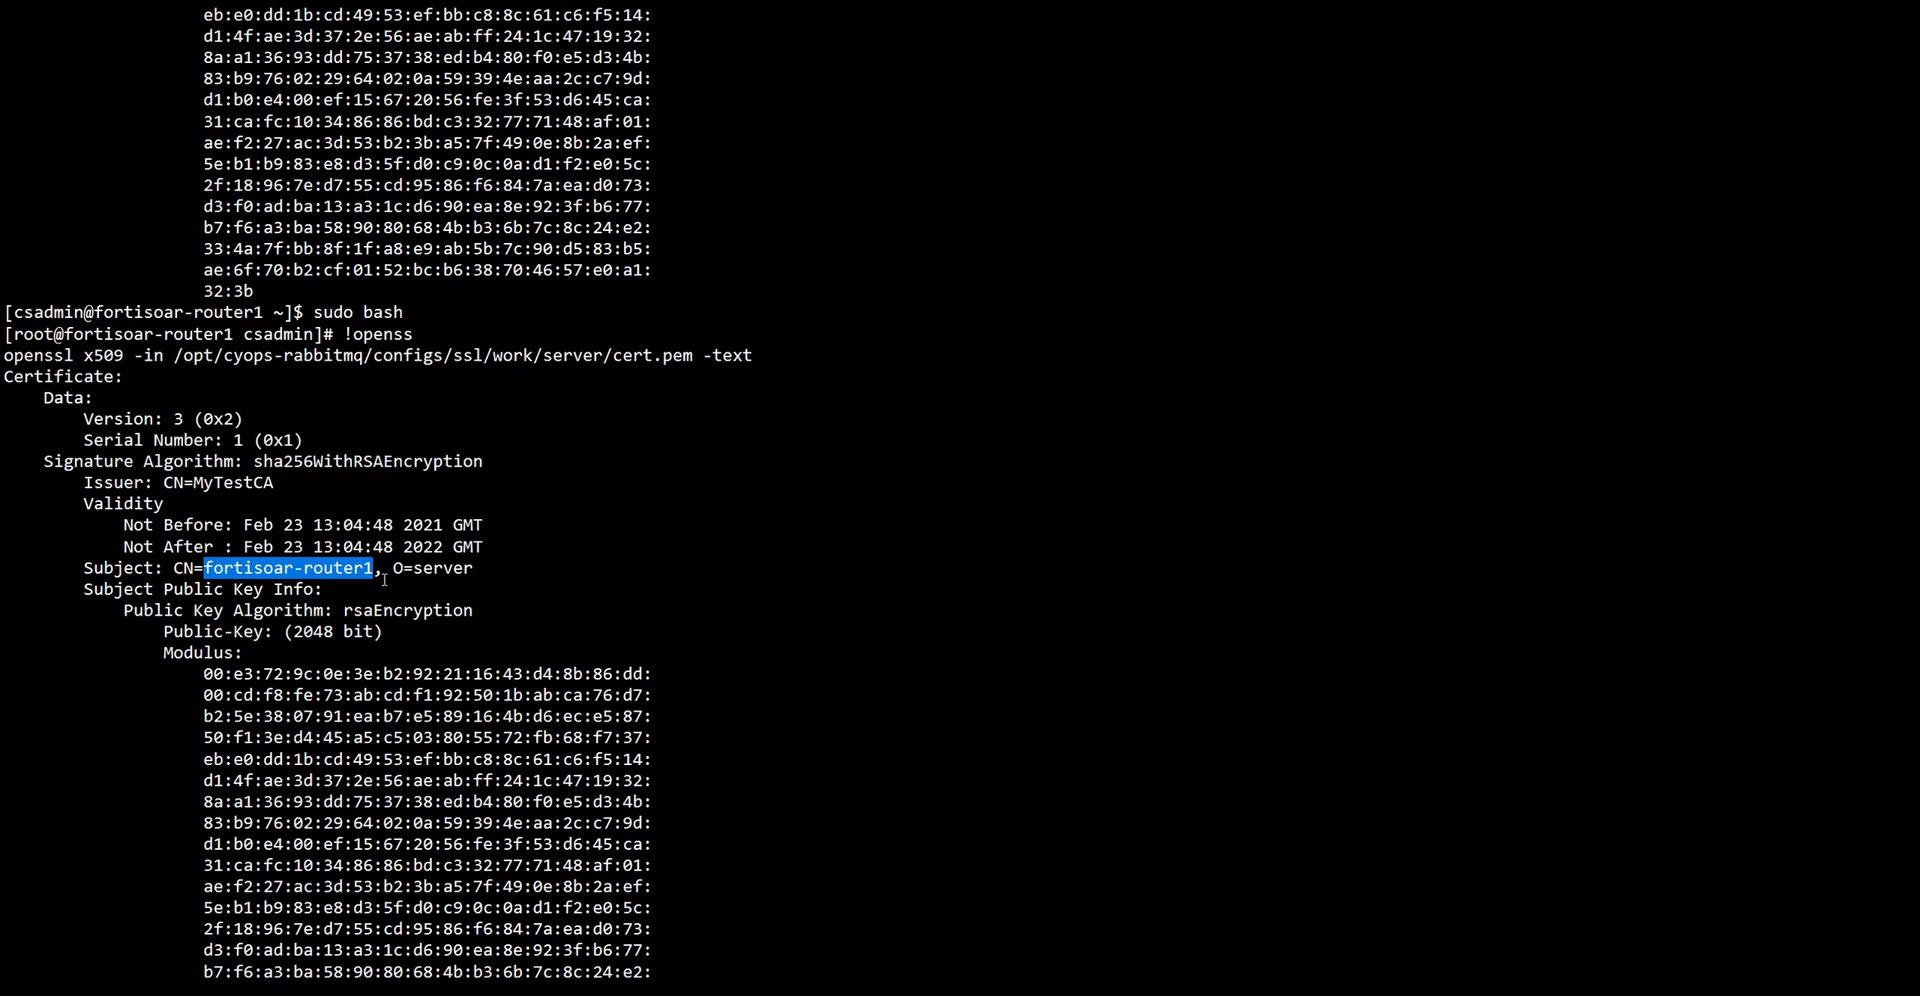 eb:e0:dd:1b:cd:49:53:ef:bb:c8:8c:61:c6:f5:14:
d1:4f:ae:3d:37:2e:56:ae:ab:ff:24:1c:47:19:32:
8a:a1:36:93:dd:75:37:38:ed:b4:80:f0:e5:d3:4b:
83:b9:76:02:29:64:02:0a:59:39:4e:aa:2c:c7:9d:
d1:b0:e4:00:ef:15:67:20:56:fe:3f:53:d6:45:ca:
31:ca:fc:10:34:86:86:bd:c3:32:77:71:48:af:01:
ae:f2:27:ac:3d:53:b2:3b:a5:7f:49:0e:8b:2a:ef:
5e:b1:b9:83:e8:d3:5f:d0:c9:0c:0a:d1:f2:e0:5c:
2f:18:96:7e:d7:55:cd:95:86:f6:84:7a:ea:d0:73:
d3:f0:ad:ba:13:a3:1c:d6:90:ea:8e:92:3f:b6:77:
b7:f6:a3:ba:58:90:80:68:4b:b3:6b:7c:8c:24:e2:
33:4a:7f:bb:8f:1f:a8:e9:ab:5b:7c:90:d5:83:b5:
ae:6f:70:b2:cf:01:52:bc:b6:38:70:46:57:e0:a1:
32:3b
[csadmin@fortisoar-router1 ~]$ sudo bash
[root@fortisoar-router1 csadmin]# !openss
openssl x509 -in /opt/cyops-rabbitmq/configs/ssl/work/server/cert.pem -text
Certificate:
Data:
Version: 3 (0x2)
Serial Number: 1 (0x1)
Signature Algorithm: sha256WithRSAEncryption
Issuer: CN=MyTestCA
Validity
Not Before: Feb 23 13:04:48 2021 GMT
Not After : Feb 23 13:04:48 2022 GMT
Subject: CN=fortisoar-router1, O=server
Subject Public Key Info:
Public Key Algorithm: rsaEncryption
Public-Key: (2048 bit)
Modulus:
00:e3:72:9c:0e:3e:b2:92:21:16:43:d4:8b:86:dd:
00:cd:f8:fe:73:ab:cd:f1:92:50:1b:ab:ca:76:d7:
b2:5e:38:07:91:ea:b7:e5:89:16:4b:d6:ec:e5:87:
50:f1:3e:d4:45:a5:c5:03:80:55:72:fb:68:f7:37:
eb:e0:dd:1b:cd:49:53:ef:bb:c8:8c:61:c6:f5:14:
d1:4f:ae:3d:37:2e:56:ae:ab:ff:24:1c:47:19:32:
8a:a1:36:93:dd:75:37:38:ed:b4:80:f0:e5:d3:4b:
83:b9:76:02:29:64:02:0a:59:39:4e:aa:2c:c7:9d:
d1:b0:e4:00:ef:15:67:20:56:fe:3f:53:d6:45:ca:
31:ca:fc:10:34:86:86:bd:c3:32:77:71:48:af:01:
ae:f2:27:ac:3d:53:b2:3b:a5:7f:49:0e:8b:2a:ef:
5e:b1:b9:83:e8:d3:5f:d0:c9:0c:0a:d1:f2:e0:5c:
2f:18:96:7e:d7:55:cd:95:86:f6:84:7a:ea:d0:73:
d3:f0:ad:ba:13:a3:1c:d6:90:ea:8e:92:3f:b6:77:
b7:f6:a3:ba:58:90:80:68:4b:b3:6b:7c:8c:24:e2: